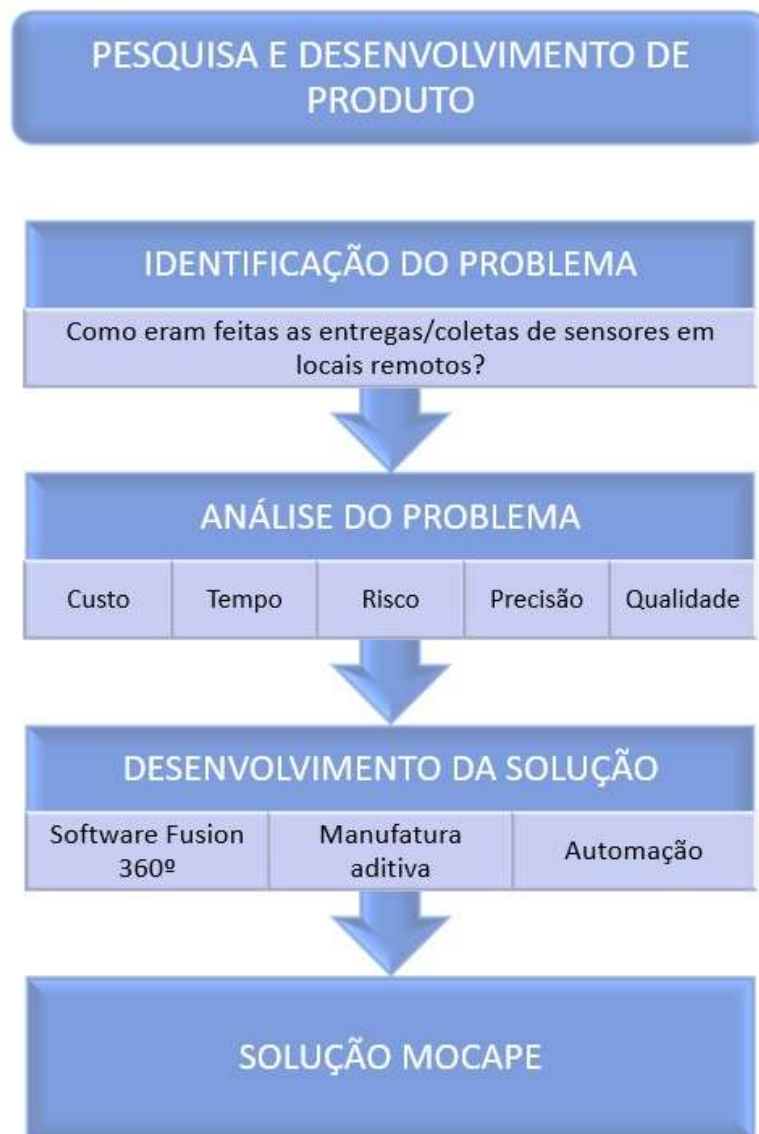 PESQUISA E DESENVOLVIMENTO DE
PRODUTO
IDENTIFICAÇÃO DO PROBLEMA
Como eram feitas as entregas/coletas de sensores em
locais remotos?
ANÁLISE DO PROBLEMA
Custo Tempo Risco Precisão Qualidade
DESENVOLVIMENTO DA SOLUÇÃO
Software Fusion
360º
Manufatura
aditiva
Automação
SOLUÇÃO MOCAPE